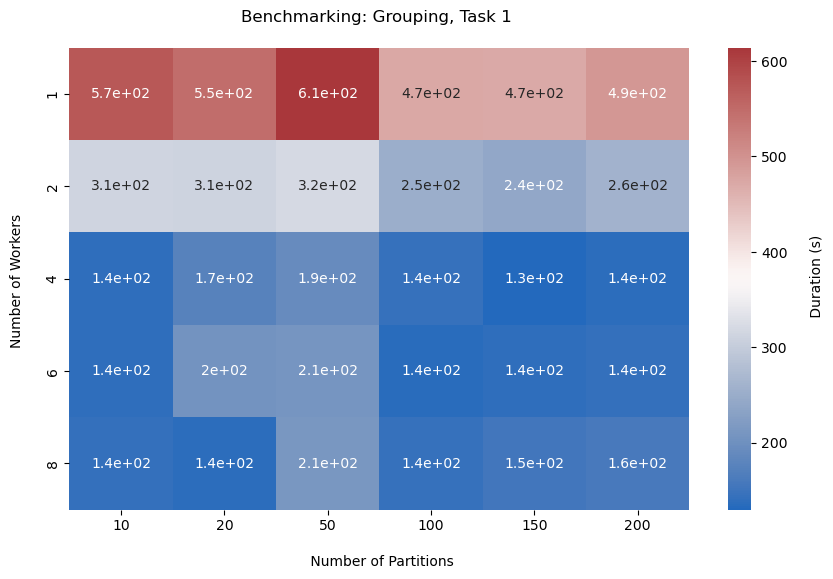 Benchmarking: Grouping, Task 1
1 5.7e+02 5.5e+02 6.1e+02 4.7e+02 4.7e+02 4.9e+02
2 3.1e+02 3.1e+02 3.2e+02 2.5e+02 2.4e+02 2.6e+02
4 1.4e+02 1.7e+02 1.9e+02 1.4e+02 1.3e+02 1.4e+02
6 1.4e+02 2e+02 2.1e+02 1.4e+02 1.4e+02 1.4e+02
8 1.4e+02 1.4e+02 2.1e+02 1.4e+02 1.5e+02 1.6e+02
10 20 50 100 150 200
Number of Partitions
Number of Workers
600
500
400
300
200
Duration (s)